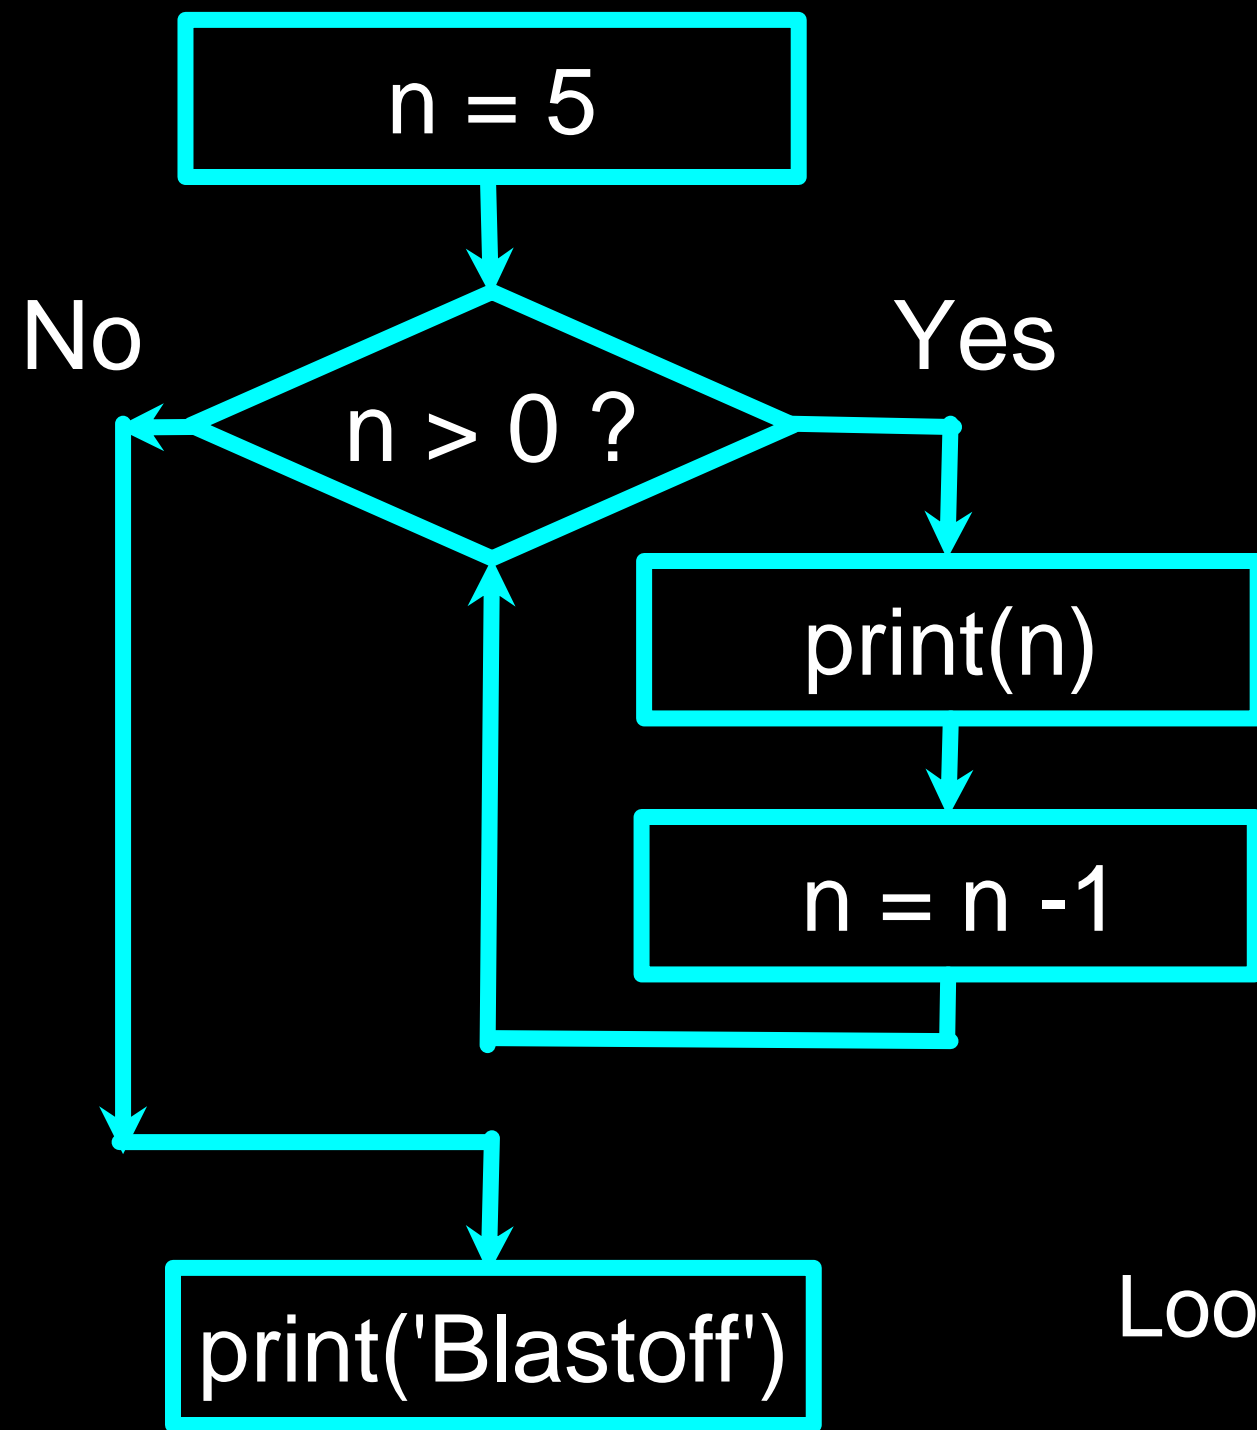 n = 5
No
Yes
n > 0 ?
print(n)
n = n -1
Loo
print('Blastoff')